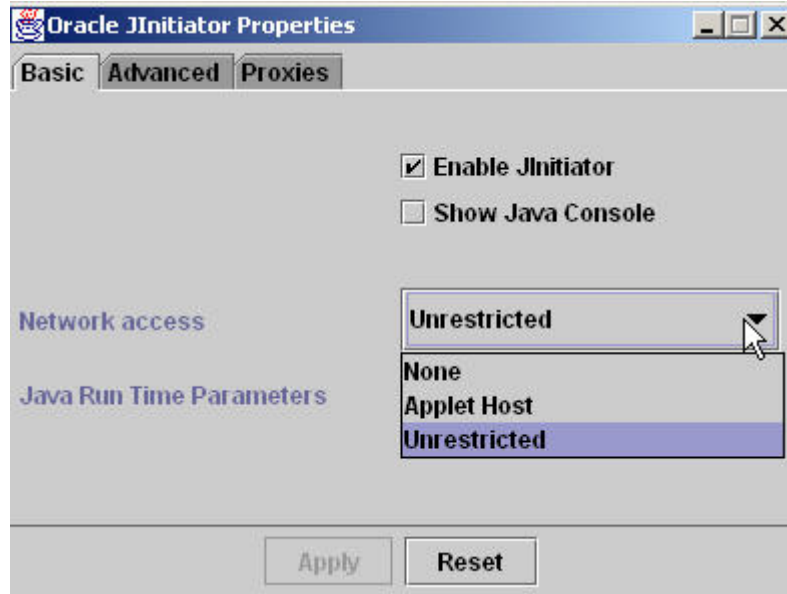 Oracle JInitiator Properties
Basic Advanced Proxies
Enable JInitiator
Show Java Console
Network access Unrestricted
None
Java Run Time Parameters
Applet Host
Unrestricted
Apply Reset